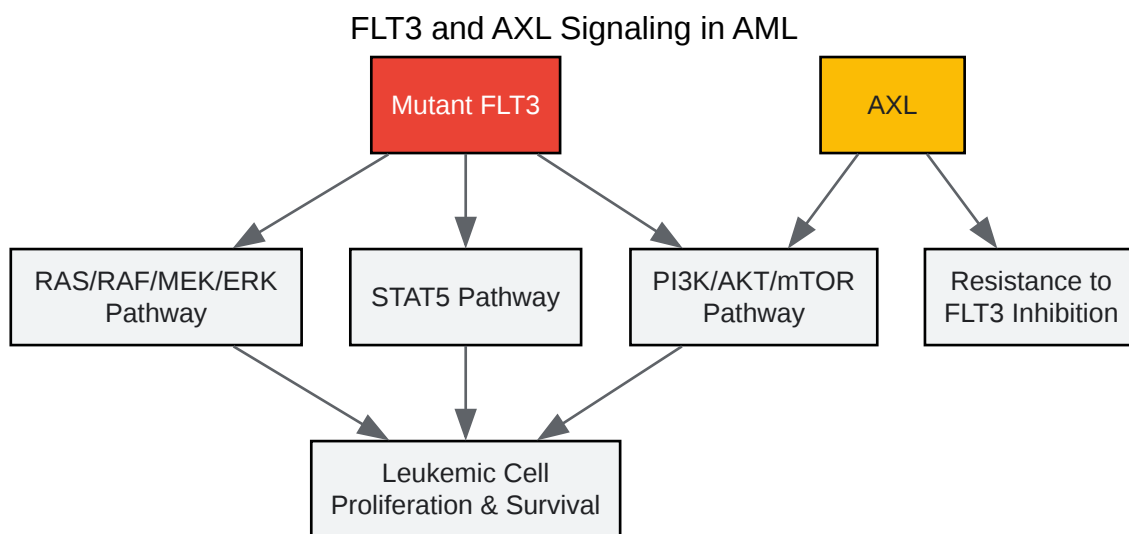 FLT3 and AXL Signaling in AML
Mutant FLT3
AXL
RAS/RAF/MEK/ERK
Pathway
STAT5 Pathway
PI3K/AKT/mTOR
Pathway
Resistance to
FLT3 Inhibition
Leukemic Cell
Proliferation & Survival